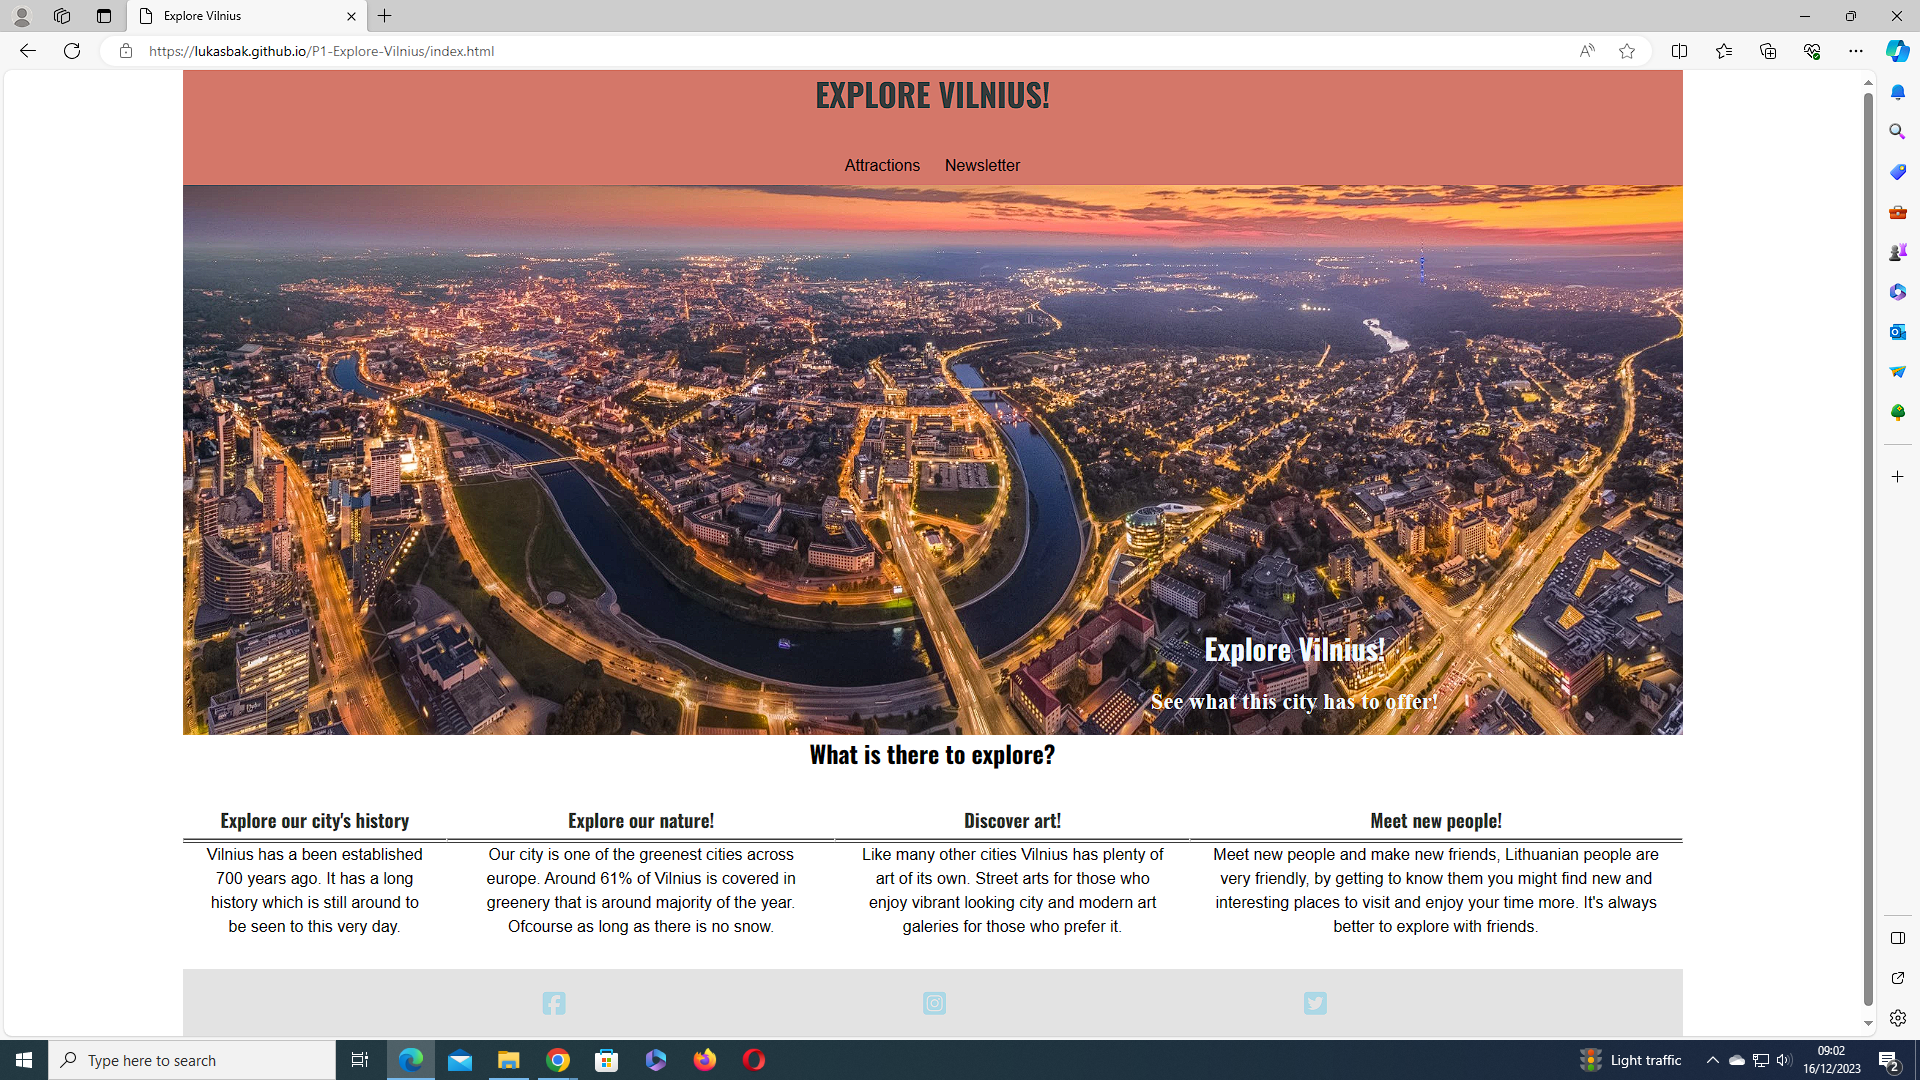 Explore Vilnius
https://lukasbak.github.io/P1-Explore-Vilnius/index.html
EXPLORE VILNIUS!
Attractions Newsletter
Explore Vilnius!
See what this city has to offer!
What is there to explore?
Explore our city's history
Vilnius has a been established
700 years ago. It has a long
history which is still around to
be seen to this very day.
Explore our nature!
Our city is one of the greenest cities across
europe. Around 61% of Vilnius is covered in
greenery that is around majority of the year.
Ofcourse as long as there is no snow.
Discover art!
Like many other cities Vilnius has plenty of
art of its own. Street arts for those who
enjoy vibrant looking city and modern art
galeries for those who prefer it.
Meet new people!
Meet new people and make new friends, Lithuanian people are
very friendly, by getting to know them you might find new and
interesting places to visit and enjoy your time more. It's always
better to explore with friends.
Type here to search
Light traffic
09:02
16/12/2023
2